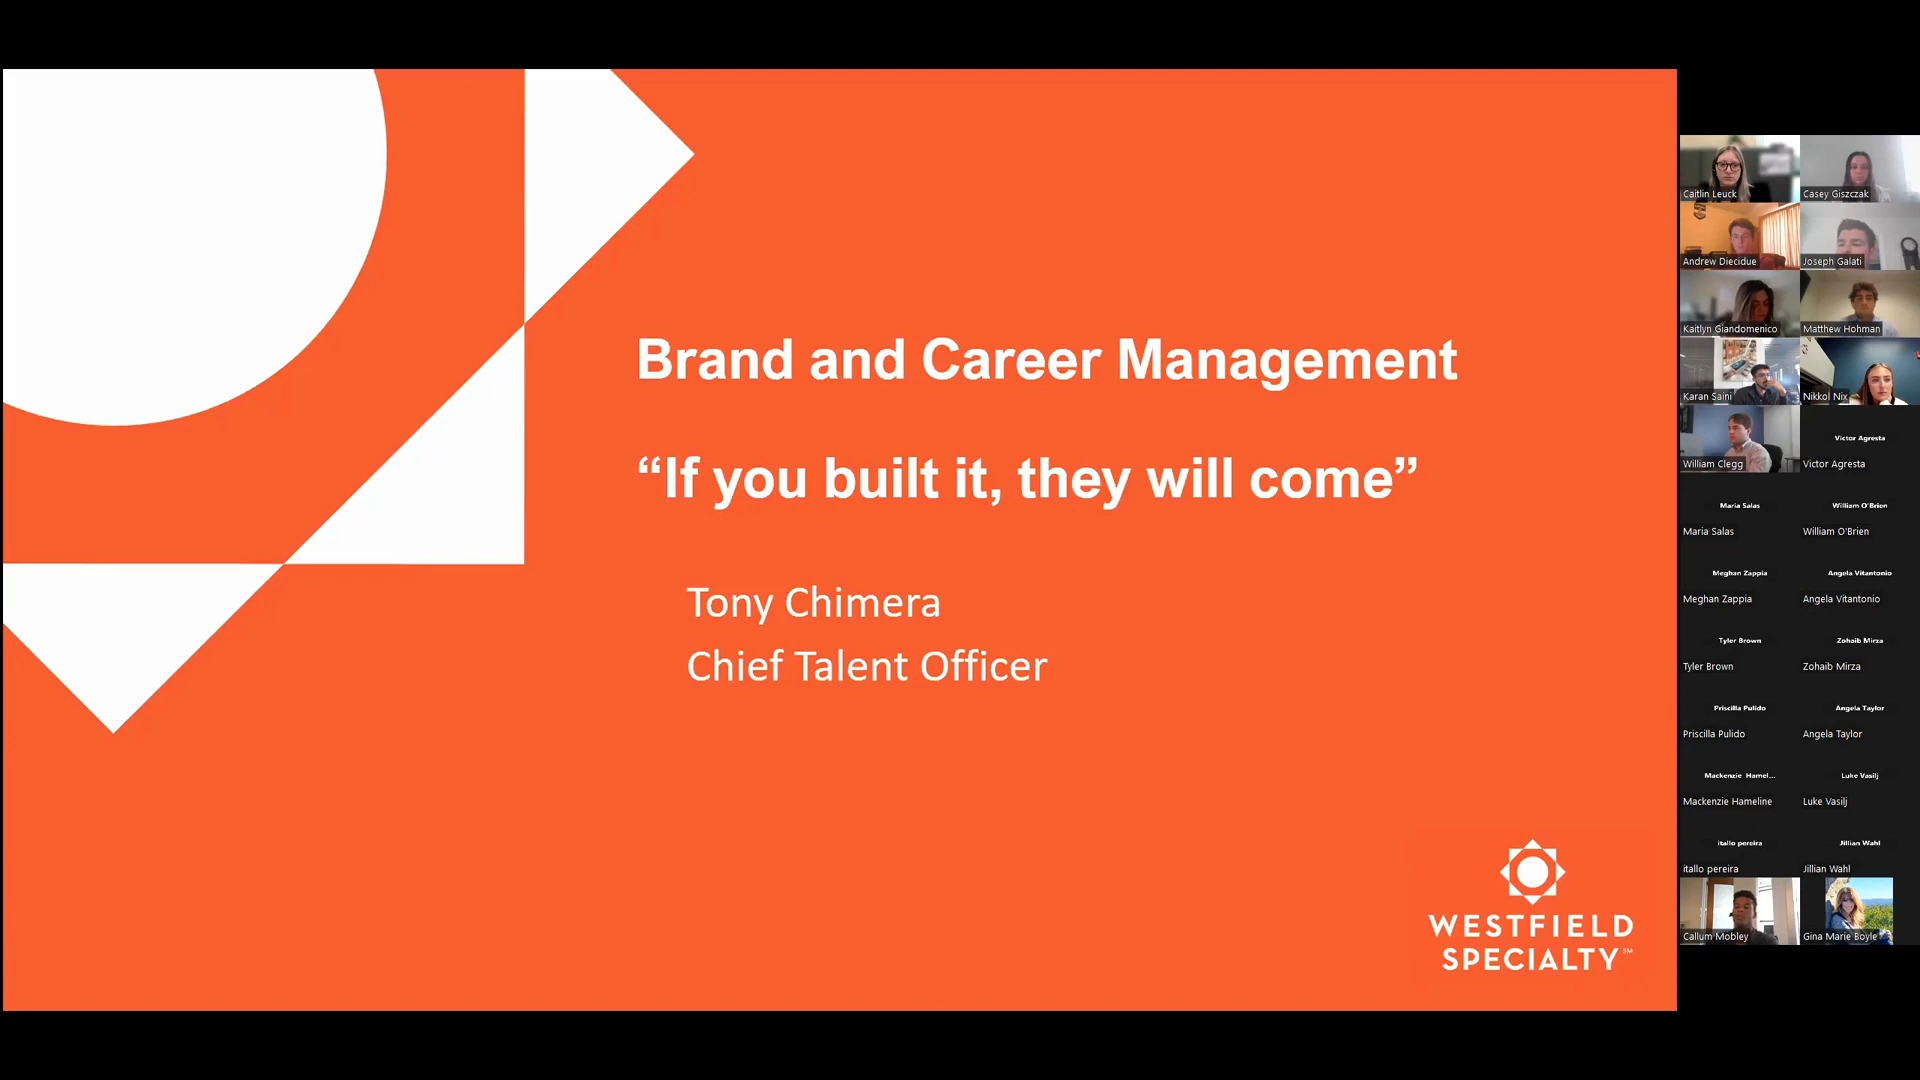 Brand and Career Management
“If you built it, they will come”
Tony Chimera
Chief Talent Officer
WESTFIELD
SPECIALTY℠
Caitlin Leuck
Casey Giszczak
Andrew Diecidue
Joseph Galati
Kaitlyn Giandomenico
Matthew Hohman
Karan Saini
Nikkol Nix
William Clegg
Victor Agresta
Victor Agresta
Maria Salas
William O'Brien
Maria Salas
William O'Brien
Meghan Zappia
Angela Vitantonio
Meghan Zappia
Angela Vitantonio
Tyler Brown
Zohaib Mirza
Tyler Brown
Zohaib Mirza
Priscilla Pulido
Angela Taylor
Priscilla Pulido
Angela Taylor
Mackenzie Hamel...
Luke Vasilj
Mackenzie Hameline
Luke Vasilj
itallo pereira
Jillian Wahl
itallo pereira
Jillian Wahl
Callum Mobley
Gina Marie Boyle